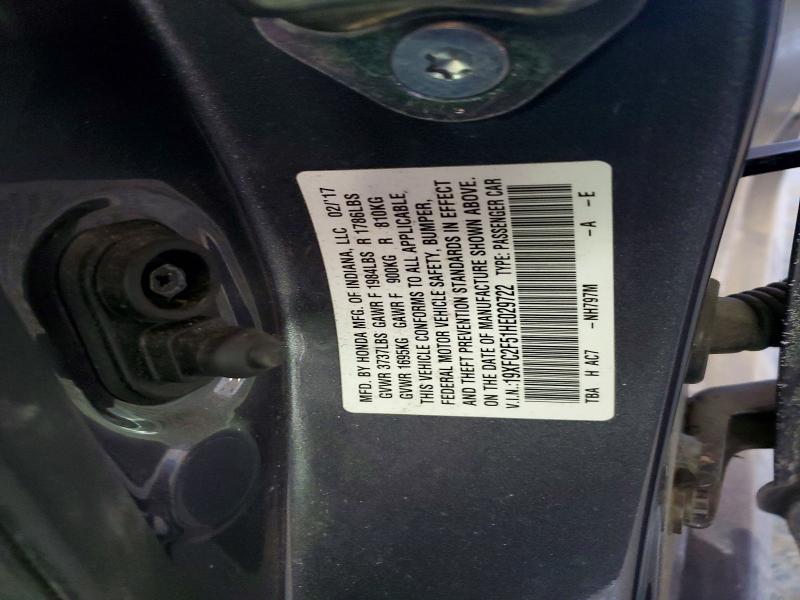 MFD. BY HONDA MFG. OF INDIANA, LLC 02/'17
GVWR 3737LBS GAWR F 1984LBS R 1786LBS
GVWR 1695KG GAWR F 900KG R 810KG
THIS VEHICLE CONFORMS TO ALL APPLICABLE,
FEDERAL MOTOR VEHICLE SAFETY, BUMPER,
AND THEFT PREVENTION STANDARDS IN EFFECT
ON THE DATE OF MANUFACTURE SHOWN ABOVE.
V.I.N.:19XFC2F51HE029722 TYPE: PASSENGER CAR
TBA H AC7 -NH797M -A -E